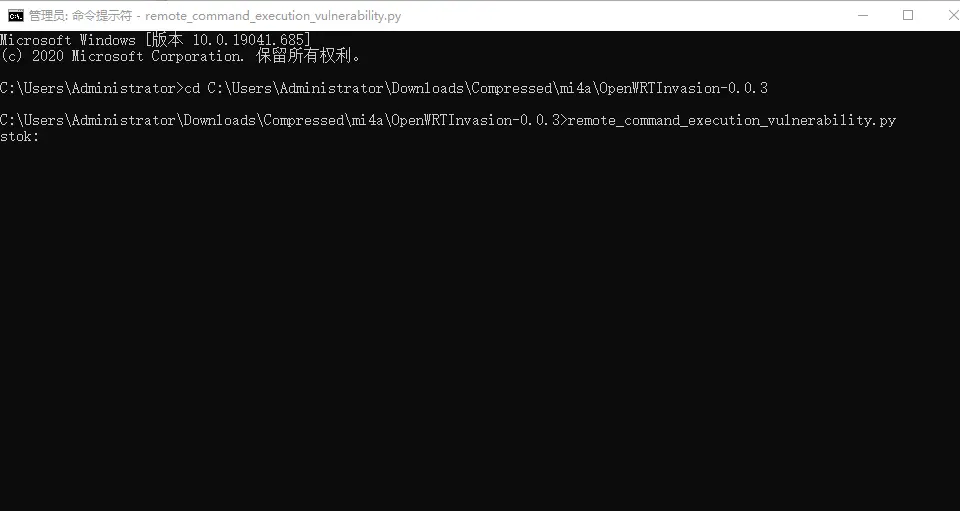 管理员: 命令提示符 - remote_command_execution_vulnerability.py
Microsoft Windows [版本 10.0.19041.685]
(c) 2020 Microsoft Corporation. 保留所有权利。
C:\Users\Administrator>cd C:\Users\Administrator\Downloads\Compressed\mi4a\OpenWRTInvasion-0.0.3
C:\Users\Administrator\Downloads\Compressed\mi4a\OpenWRTInvasion-0.0.3>remote_command_execution_vulnerability.py
stok: